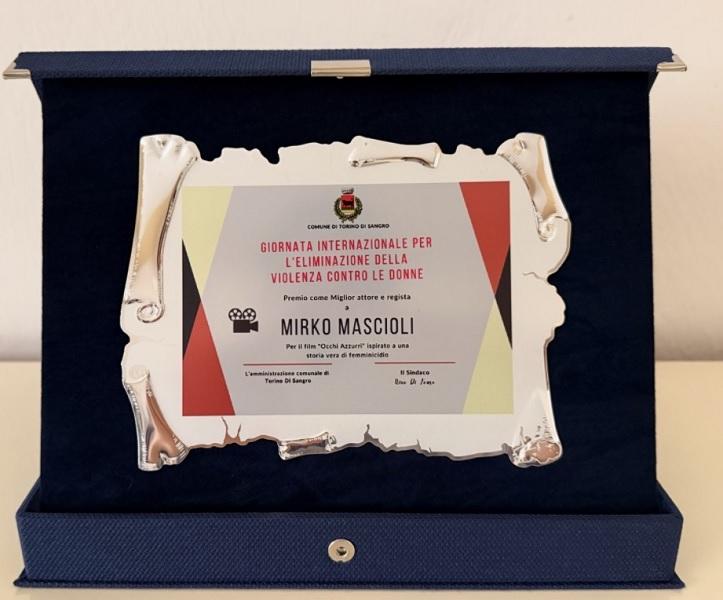 COMUNE DI TORINO DI SANGRO
GIORNATA INTERNAZIONALE PER
L'ELIMINAZIONE DELLA
VIOLENZA CONTRO LE DONNE
Premio come Miglior attore e regista
a
MIRKO MASCIOLI
Per il film "Occhi Azzurri" ispirato a una
storia vera di femminicidio
L'amministrazione comunale di
Torino Di Sangro
Il Sindaco
Di